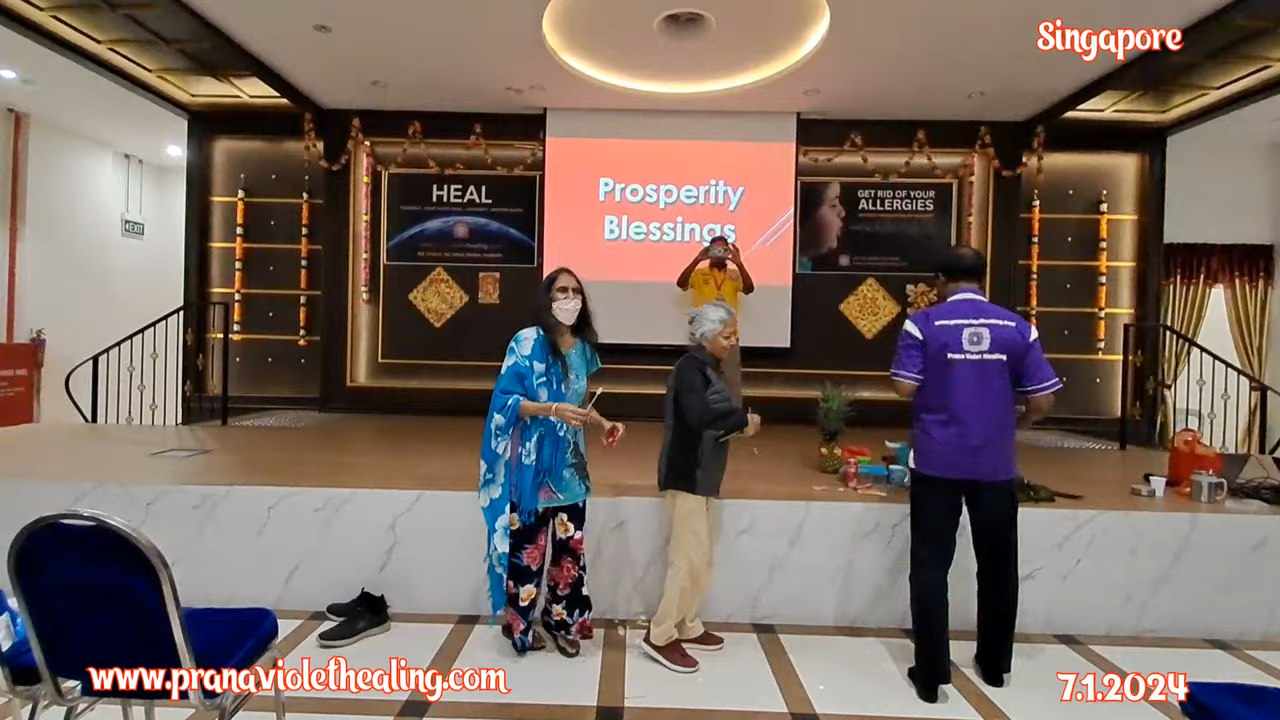 Singapore
EXIT
HEAL
Prosperity
Blessings
GET RID OF YOUR
ALLERGIES
Prana Violet Healing
www.pranaviolethealing.com
7.1.2024